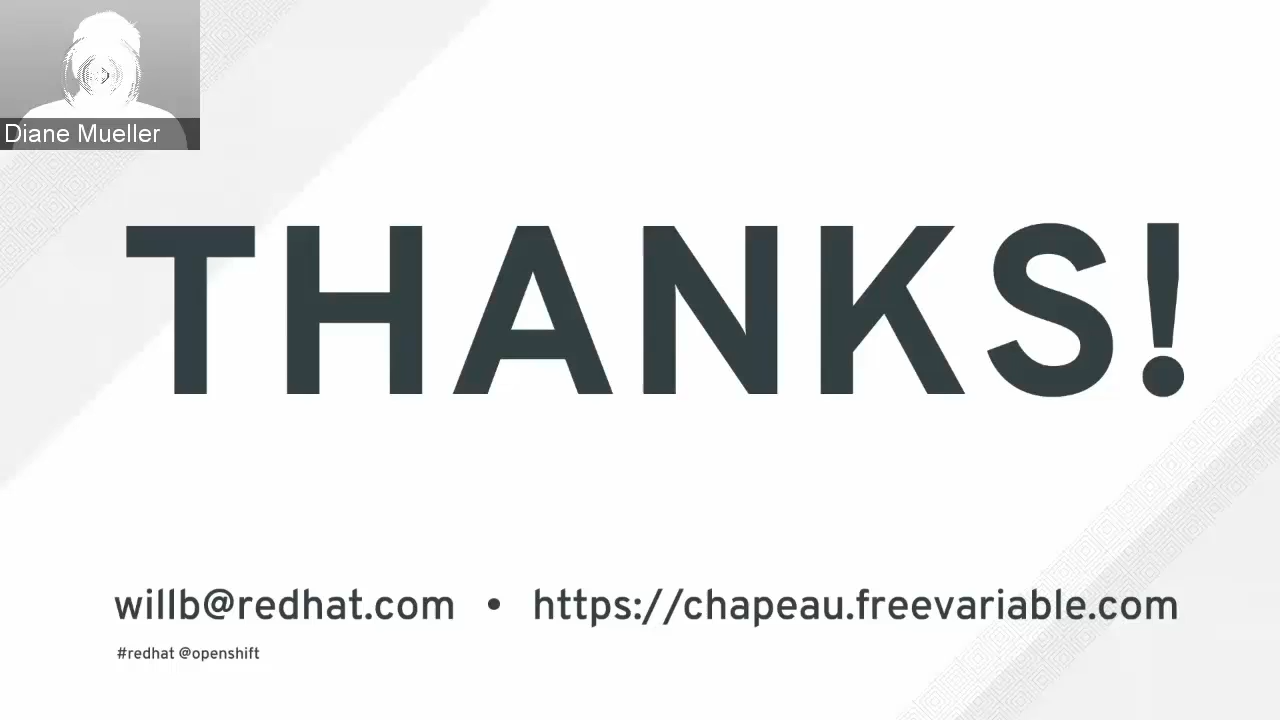 Diane Mueller
THANKS!
willb@redhat.com • https://chapeau.freevariable.com
#redhat @openshift